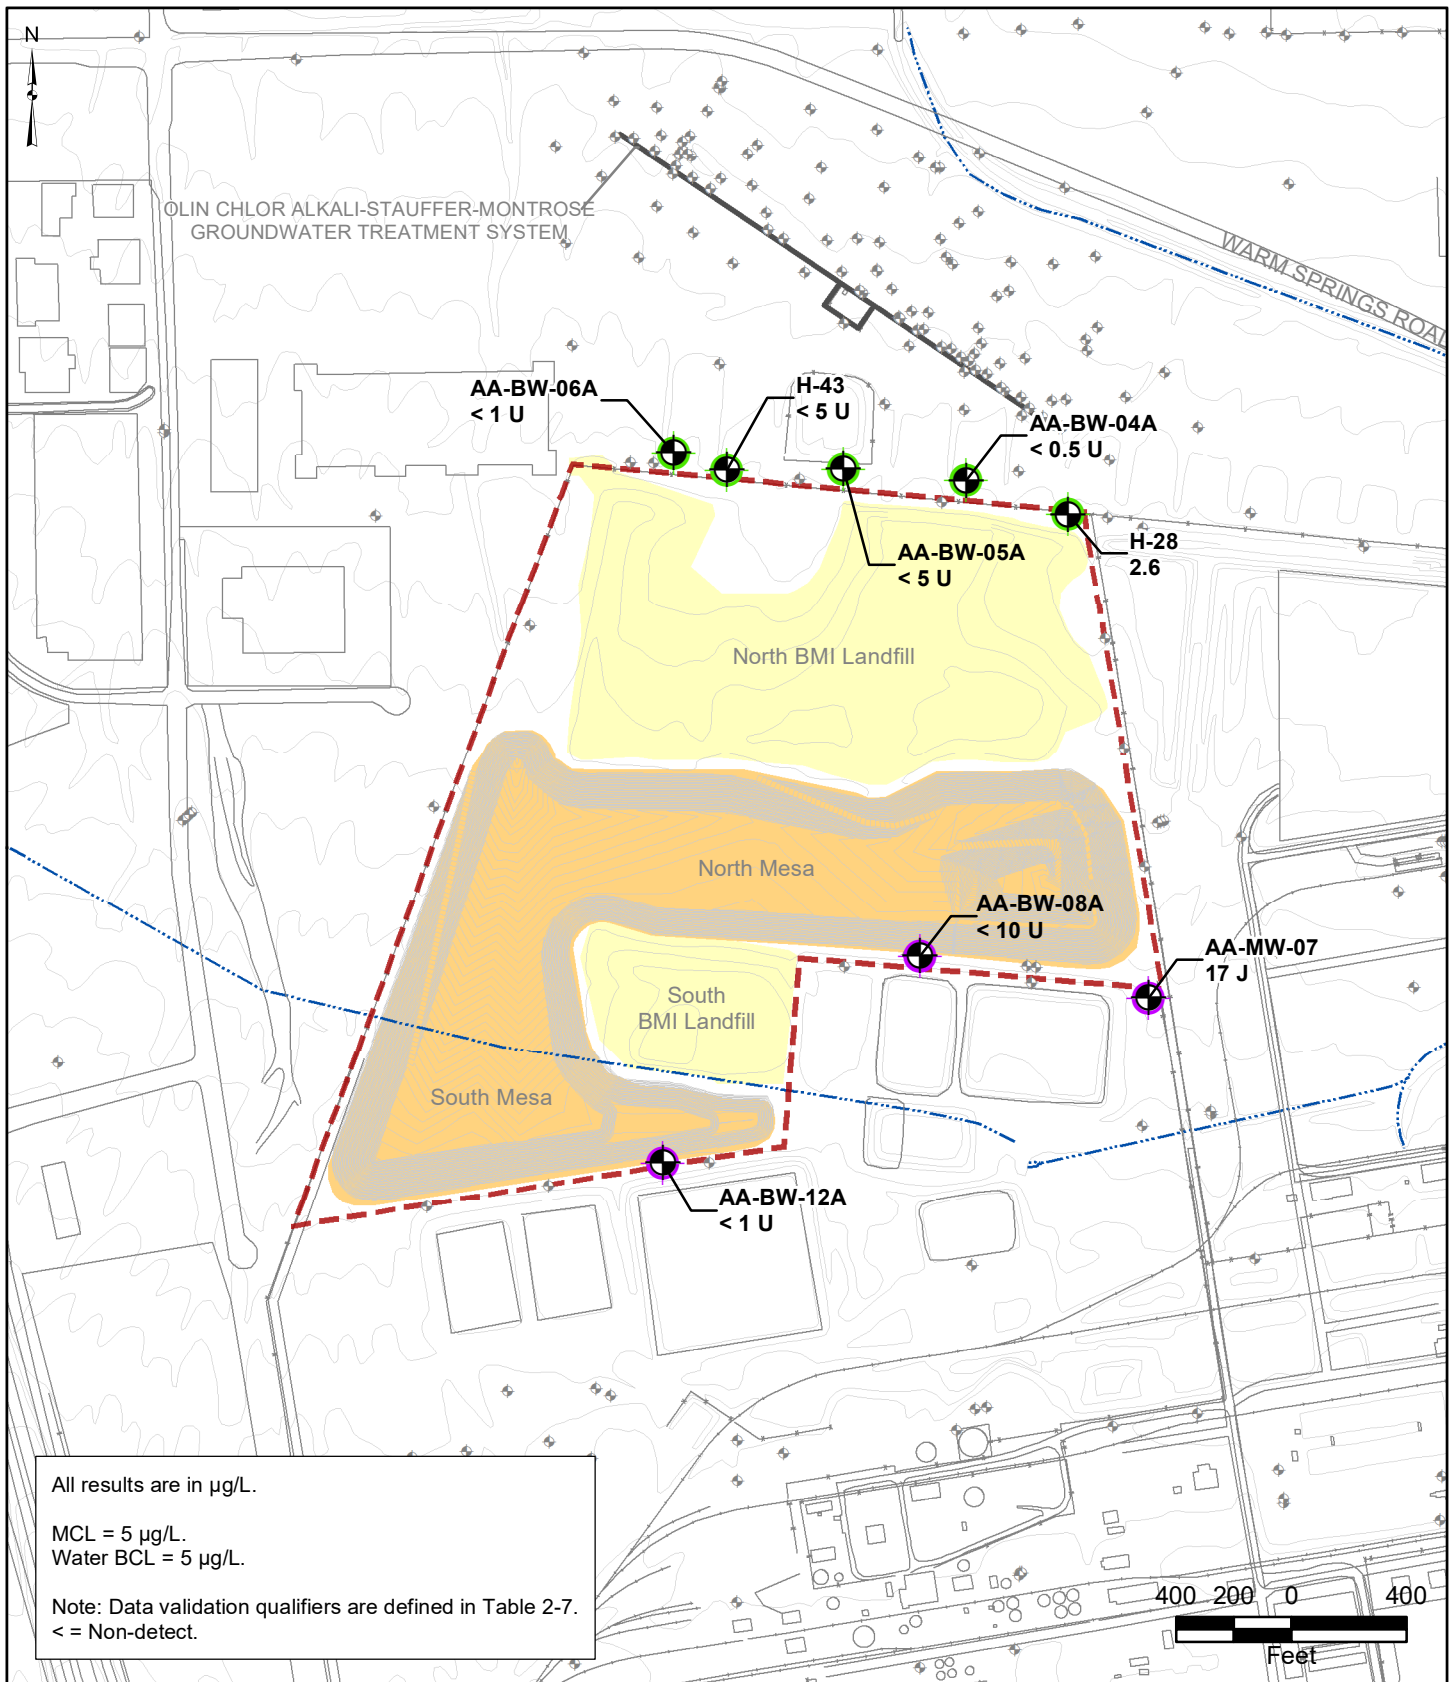 N
OLIN CHLOR ALKALI-STAUFFER-MONTROSE
GROUNDWATER TREATMENT SYSTEM
WARM SPRINGS ROAD
AA-BW-06A
< 1 U
H-43
< 5 U
AA-BW-04A
< 0.5 U
AA-BW-05A
< 5 U
H-28
2.6
North BMI Landfill
North Mesa
AA-BW-08A
< 10 U
AA-MW-07
17 J
South
BMI Landfill
South Mesa
AA-BW-12A
< 1 U
All results are in µg/L.
MCL = 5 µg/L.
Water BCL = 5 µg/L.
Note: Data validation qualifiers are defined in Table 2-7.
< = Non-detect.
400 200 0 400
Feet